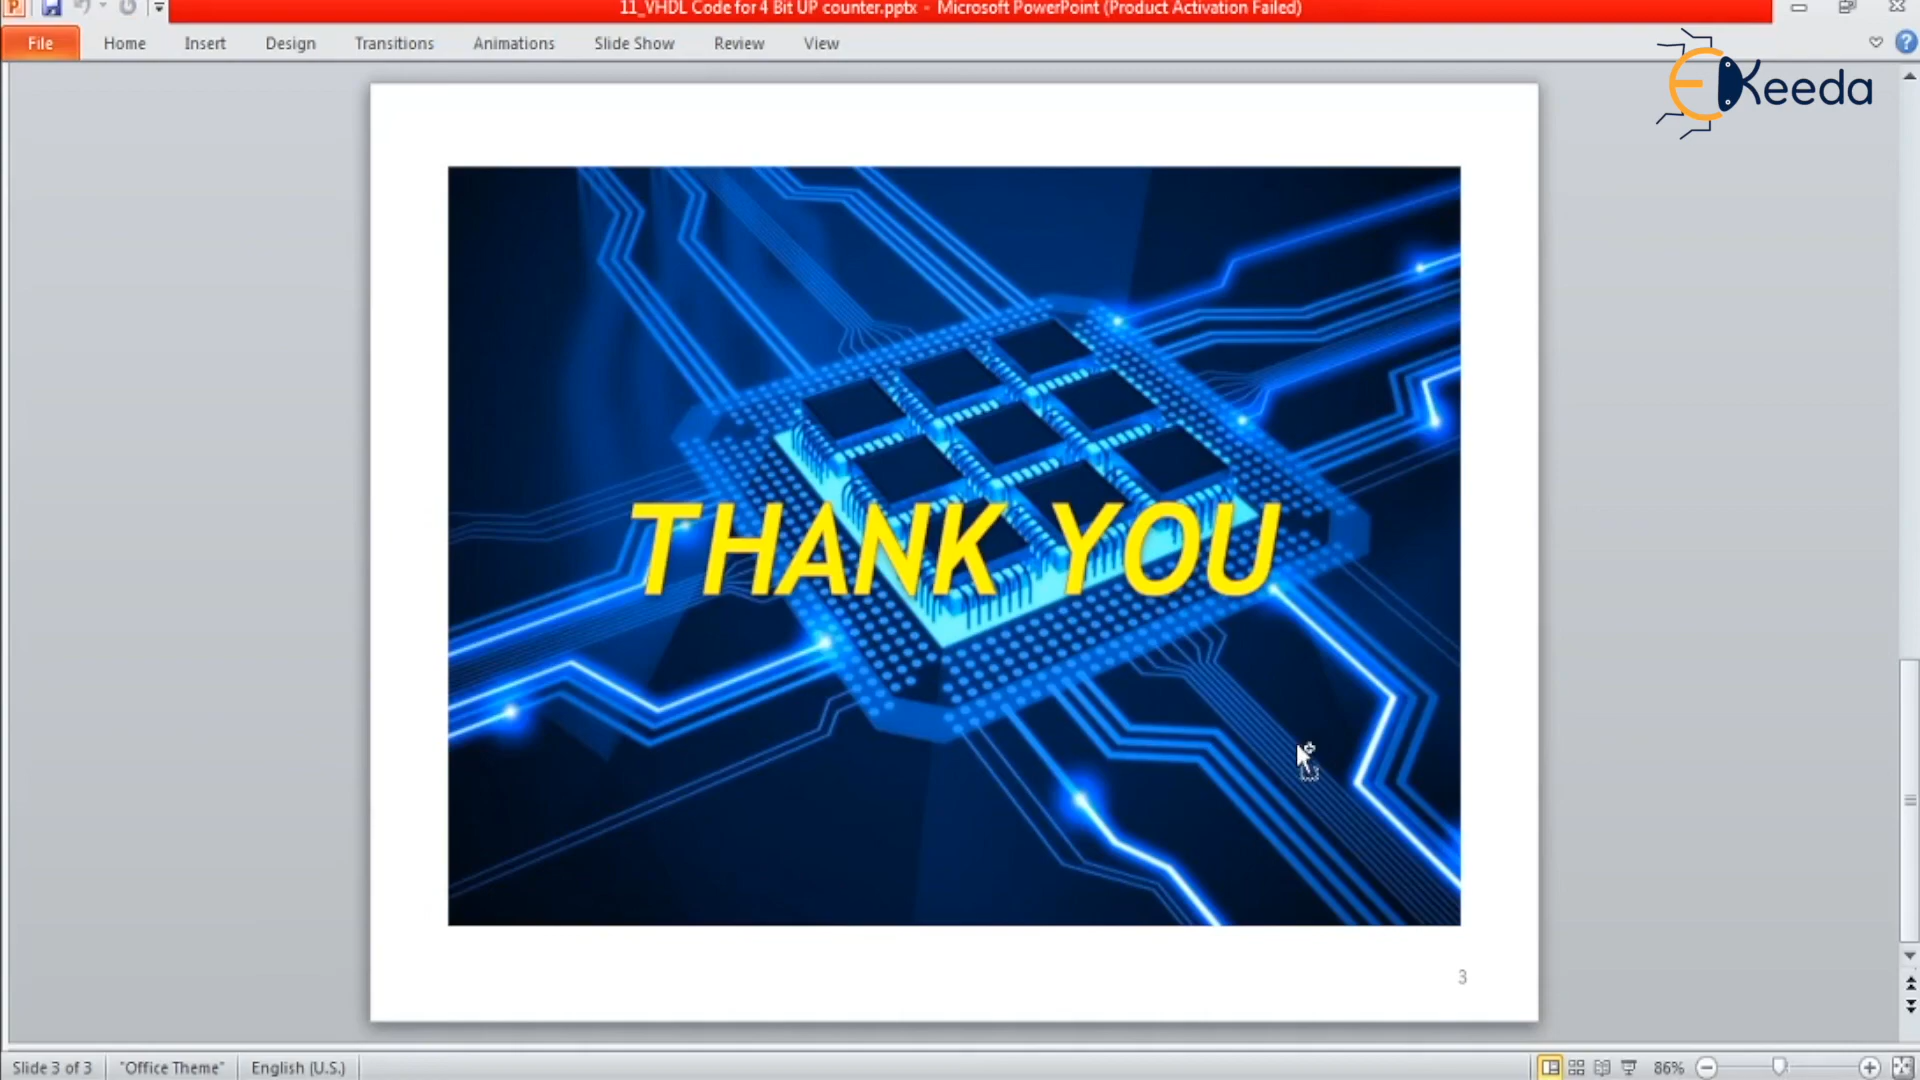 11_VHDL Code for 4 Bit UP counter.pptx - Microsoft PowerPoint (Product Activation Failed)
File Home Insert Design Transitions Animations Slide Show Review View
EKeeda
THANK YOU
3
Slide 3 of 3 "Office Theme" English (U.S.) 86%